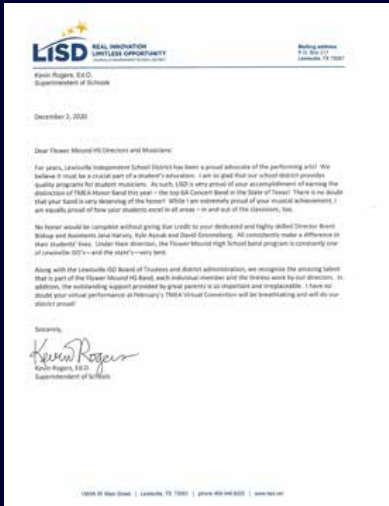 LISD
REAL INNOVATION
LIMITLESS OPPORTUNITY
Mailing address
P.O. Box 217
Lewisville, TX 75067
Kevin Rogers, Ed.D.
Superintendent of Schools
December 3, 2020
Dear Flower Mound HS Directors and Musicians:
For years, Lewisville Independent School District has been a proud advocate of the performing arts! We
believe it must be a crucial part of a student's education. I am so glad that our school district provides
quality programs for student musicians. As such, LISD is very proud of your accomplishment of earning the
distinction of TMEA Honor Band this year – the top 6A Concert Band in the State of Texas! There is no doubt
that your band is very deserving of the honor! While I am extremely proud of your musical achievement, I
am equally proud of how your students excel in all areas – in and out of the classroom, too.
No honor would be complete without giving due credit to your dedicated and highly skilled Director Brent
Biskup and Assistants Jana Harvey, Kyle and David. All consistently make a difference in
their students' lives. Under their direction, the Flower Mound High School band program is constantly one
of Lewisville ISD's—and the state's—very best.
Along with the Lewisville ISD Board of Trustees and district administration, we recognize the amazing talent
that is part of the Flower Mound HS Band, each individual member and the tireless work by our directors. In
addition, the outstanding support provided by great parents is so important and irreplaceable. I have no
doubt your virtual performance at February's TMEA Virtual Convention will be breathtaking and will do our
district proud!
Sincerely,
Kevin Rogers
Kevin Rogers, Ed.D
Superintendent of Schools
Main Street | Lewisville, TX 75067 | phone | www.lisd.net